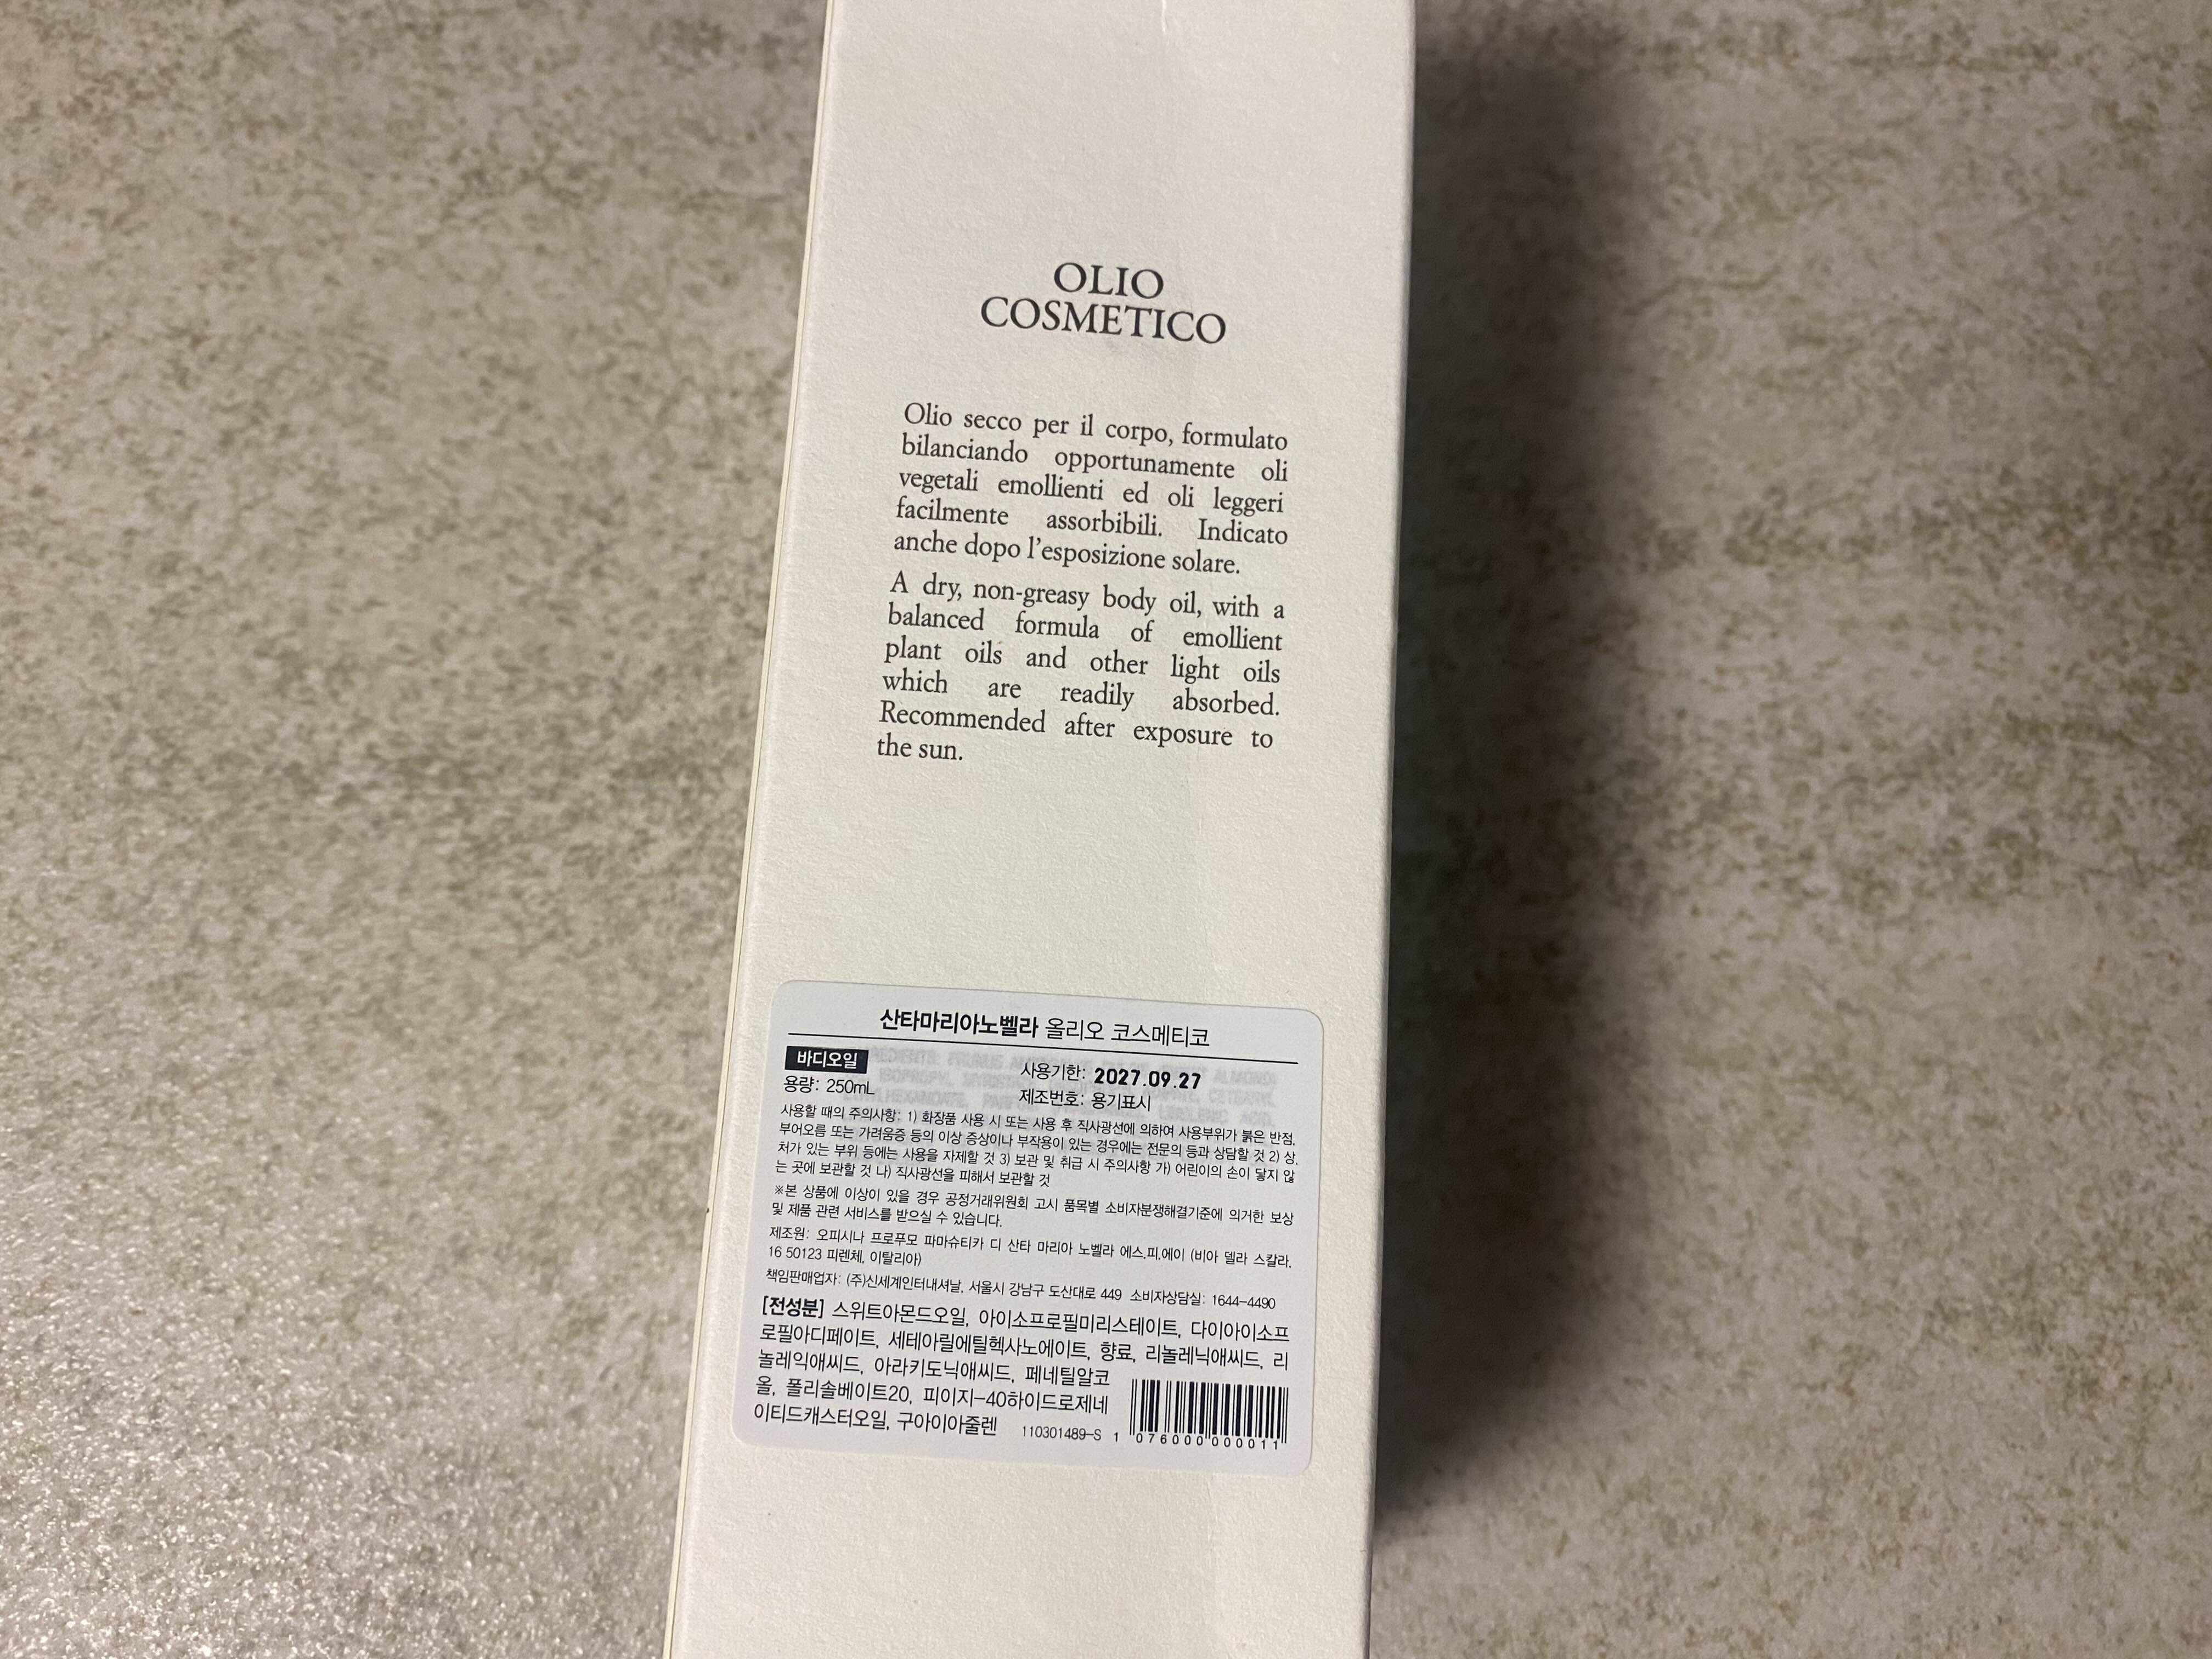 OLIO
COSMETICO
Olio secco per il corpo, formulato
bilanciando opportunamente oli
vegetali emollienti ed oli leggeri
facilmente assorbibili. Indicato
anche dopo l'esposizione solare.
A dry, non-greasy body oil, with a
balanced formula of emollient
plant oils and other light oils
which are readily absorbed.
Recommended after exposure to
the sun.
산타마리아노벨라 올리오 코스메티코
바디오일
용량: 250mL
사용기한: 2027.09.27
제조번호: 용기표시
사용할 때의 주의사항: 1) 화장품 사용 시 또는 사용 후 직사광선에 의하여 사용부위가 붉은 반점,
부어오름 또는 가려움증 등의 이상 증상이나 부작용이 있는 경우에는 전문의 등과 상담할 것 2) 상
처가 있는 부위 등에는 사용을 자제할 것 3) 보관 및 취급 시 주의사항 가) 어린이의 손이 닿지 않
는 곳에 보관할 것 나) 직사광선을 피해서 보관할 것
※본 상품에 이상이 있을 경우 공정거래위원회 고시 품목별 소비자분쟁해결기준에 의거한 보상
및 제품 관련 서비스를 받으실 수 있습니다.
제조원: 오피시나 프로푸모 파마슈티카 디 산타 마리아 노벨라 에스.피.에이 (비아 델라 스칼라,
16 50123 피렌체, 이탈리아)
책임판매업자: (주)신세계인터내셔날, 서울시 강남구 도산대로 449 소비자상담실: 1644-4490
[전성분] 스위트아몬드오일, 아이소프로필미리스테이트, 다이아이소프
로필아디페이트, 세테아릴에틸헥사노에이트, 향료, 리놀레닉애씨드, 리
놀레익애씨드, 아라키도닉애씨드, 페네틸알코
올, 폴리솔베이트20, 피이지-40하이드로제네
이티드캐스터오일, 구아이아줄렌
110301489-S
1 076000 000011